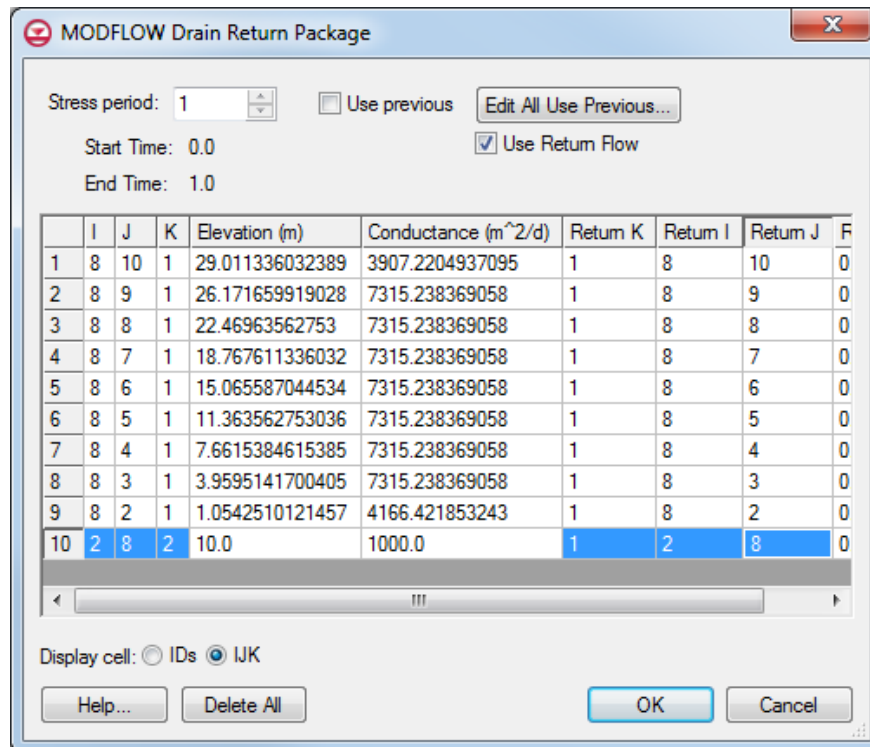 MODFLOW Drain Return Package
Stress period: 1 Use previous Edit All Use Previous...
Start Time: 0.0 Use Return Flow
End Time: 1.0
I J K Elevation (m) Conductance (m^2/d) Return K Return I Return J
1 8 10 1 29.011336032389 3907.2204937095 1 8 10 0
2 8 9 1 26.171659919028 7315.238369058 1 8 9 0
3 8 8 1 22.46963562753 7315.238369058 1 8 8 0
4 8 7 1 18.767611336032 7315.238369058 1 8 7 0
5 8 6 1 15.065587044534 7315.238369058 1 8 6 0
6 8 5 1 11.363562753036 7315.238369058 1 8 5 0
7 8 4 1 7.6615384615385 7315.238369058 1 8 4 0
8 8 3 1 3.9595141700405 7315.238369058 1 8 3 0
9 8 2 1 1.0542510121457 4166.421853243 1 8 2 0
10 2 8 2 10.0 1000.0 1 2 8 0
Display cell: IDs IJK
Help... Delete All OK Cancel